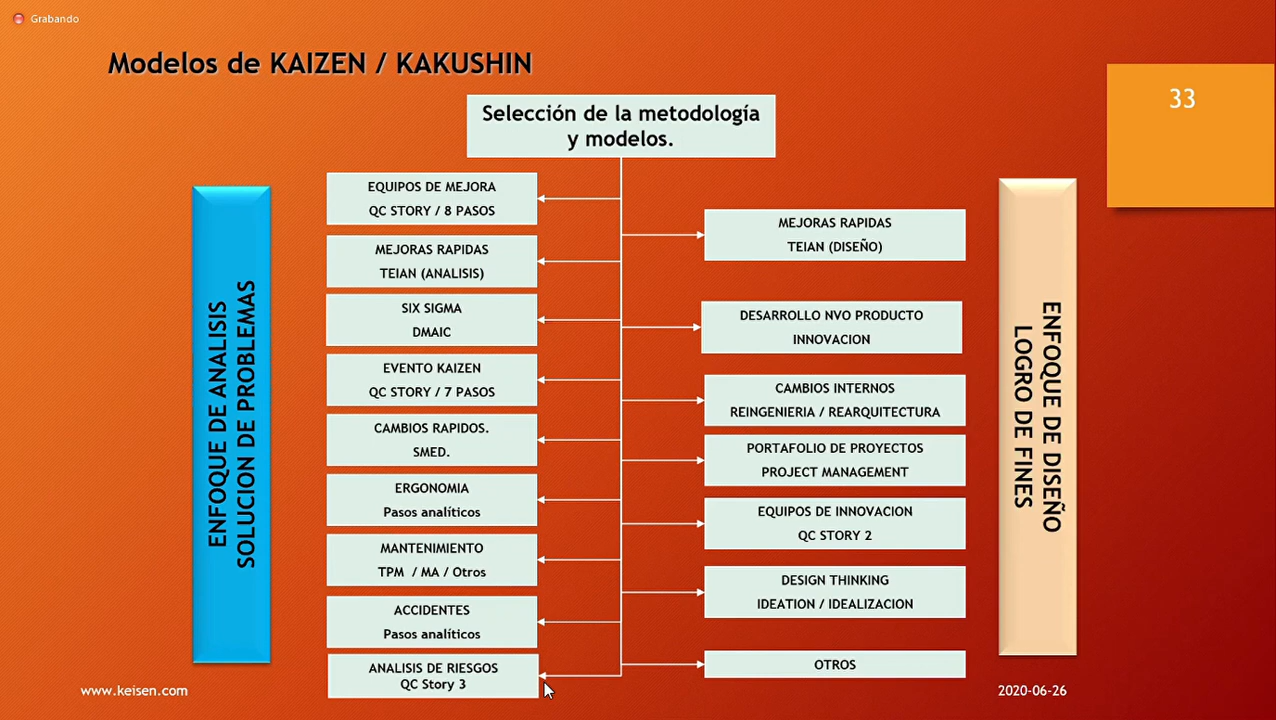 Grabando
Modelos de KAIZEN / KAKUSHIN
33
Selección de la metodología
y modelos.
ENFOQUE DE ANALISIS
SOLUCION DE PROBLEMAS
EQUIPOS DE MEJORA
QC STORY / 8 PASOS
MEJORAS RAPIDAS
TEIAN (ANALISIS)
SIX SIGMA
DMAIC
EVENTO KAIZEN
QC STORY / 7 PASOS
CAMBIOS RAPIDOS.
SMED.
ERGONOMIA
Pasos analíticos
MANTENIMIENTO
TPM / MA / Otros
ACCIDENTES
Pasos analíticos
ANALISIS DE RIESGOS
QC Story 3
MEJORAS RAPIDAS
TEIAN (DISEÑO)
DESARROLLO NVO PRODUCTO
INNOVACION
CAMBIOS INTERNOS
REINGENIERIA / REARQUITECTURA
PORTAFOLIO DE PROYECTOS
PROJECT MANAGEMENT
EQUIPOS DE INNOVACION
QC STORY 2
DESIGN THINKING
IDEATION / IDEALIZACION
OTROS
ENFOQUE DE DISEÑO
LOGRO DE FINES
www.keisen.com
2020-06-26